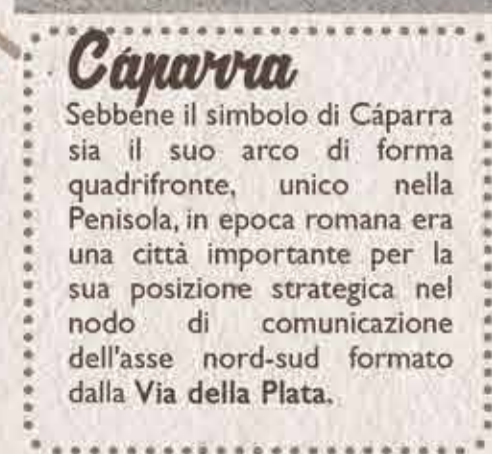 Cáparra
Sebbene il simbolo di Cáparra
sia il suo arco di forma
quadrifronte, unico nella
Penisola, in epoca romana era
una città importante per la
sua posizione strategica nel
nodo di comunicazione
dell'asse nord-sud formato
dalla Via della Plata.